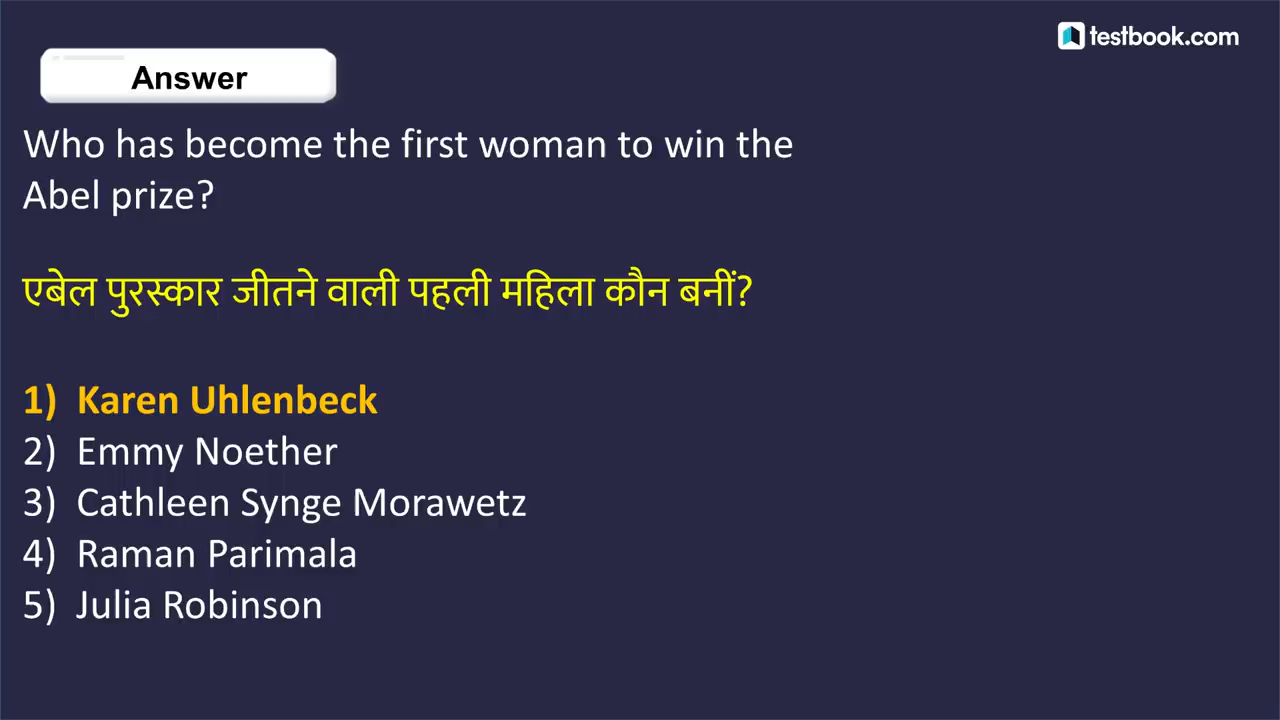 testbook.com
Answer
Who has become the first woman to win the
Abel prize?
एबेल पुरस्कार जीतने वाली पहली महिला कौन बनीं?
1) Karen Uhlenbeck
2) Emmy Noether
3) Cathleen Synge Morawetz
4) Raman Parimala
5) Julia Robinson